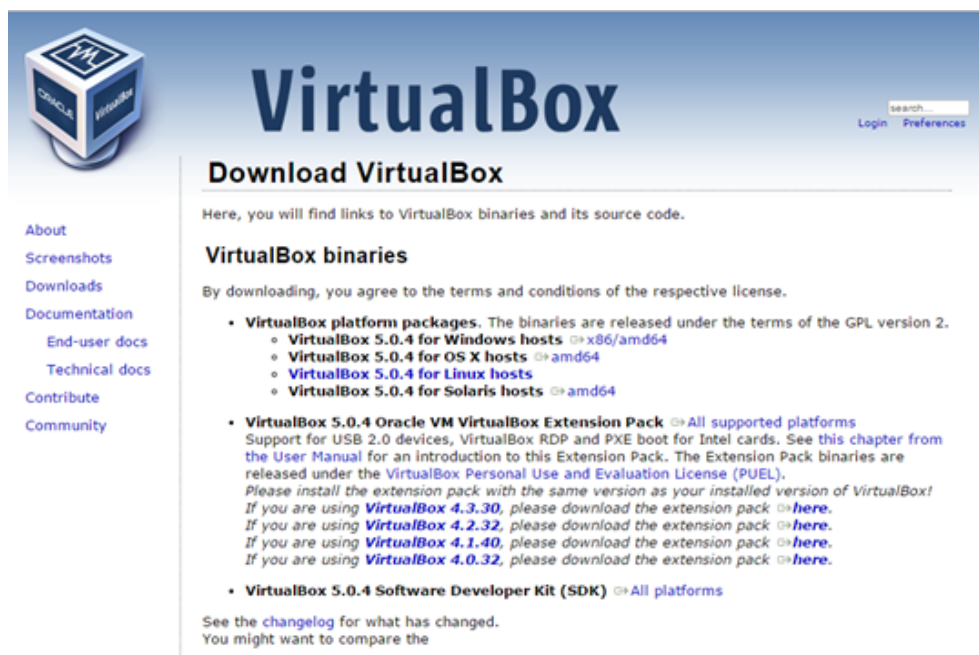 ORACLE
VirtualBox
VirtualBox
search...
Login Preferences
Download VirtualBox
Here, you will find links to VirtualBox binaries and its source code.
About
Screenshots
Downloads
Documentation
End-user docs
Technical docs
Contribute
Community
VirtualBox binaries
By downloading, you agree to the terms and conditions of the respective license.
• VirtualBox platform packages. The binaries are released under the terms of the GPL version 2.
◦ VirtualBox 5.0.4 for Windows hosts x86/amd64
◦ VirtualBox 5.0.4 for OS X hosts amd64
◦ VirtualBox 5.0.4 for Linux hosts
◦ VirtualBox 5.0.4 for Solaris hosts amd64
• VirtualBox 5.0.4 Oracle VM VirtualBox Extension Pack All supported platforms
Support for USB 2.0 devices, VirtualBox RDP and PXE boot for Intel cards. See this chapter from
the User Manual for an introduction to this Extension Pack. The Extension Pack binaries are
released under the VirtualBox Personal Use and Evaluation License (PUEL).
Please install the extension pack with the same version as your installed version of VirtualBox!
If you are using VirtualBox 4.3.30, please download the extension pack here.
If you are using VirtualBox 4.2.32, please download the extension pack here.
If you are using VirtualBox 4.1.40, please download the extension pack here.
If you are using VirtualBox 4.0.32, please download the extension pack here.
• VirtualBox 5.0.4 Software Developer Kit (SDK) All platforms
See the changelog for what has changed.
You might want to compare the